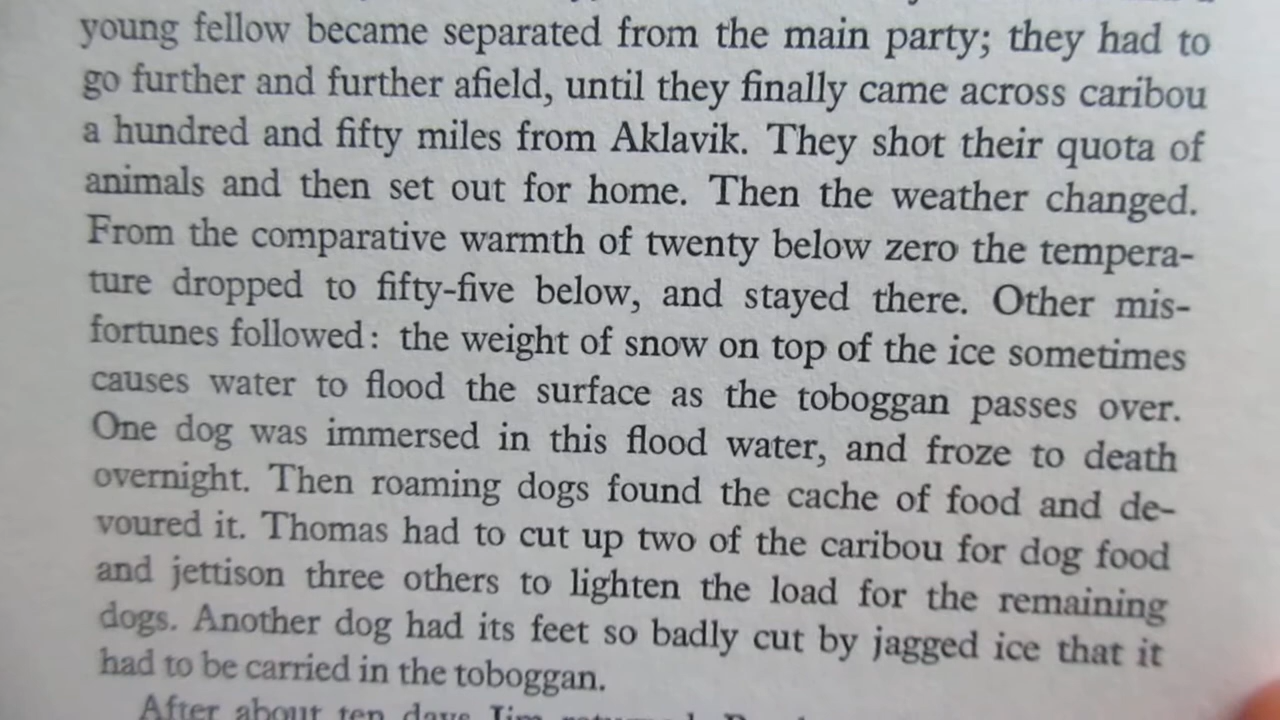 young fellow became separated from the main party; they had to
go further and further afield, until they finally came across caribou
a hundred and fifty miles from Aklavik. They shot their quota of
animals and then set out for home. Then the weather changed.
From the comparative warmth of twenty below zero the tempera-
ture dropped to fifty-five below, and stayed there. Other mis-
fortunes followed: the weight of snow on top of the ice sometimes
causes water to flood the surface as the toboggan passes over.
One dog was immersed in this flood water, and froze to death
overnight. Then roaming dogs found the cache of food and de-
voured it. Thomas had to cut up two of the caribou for dog food
and jettison three others to lighten the load for the remaining
dogs. Another dog had its feet so badly cut by jagged ice that it
had to be carried in the toboggan.
After about ten days Jim returned